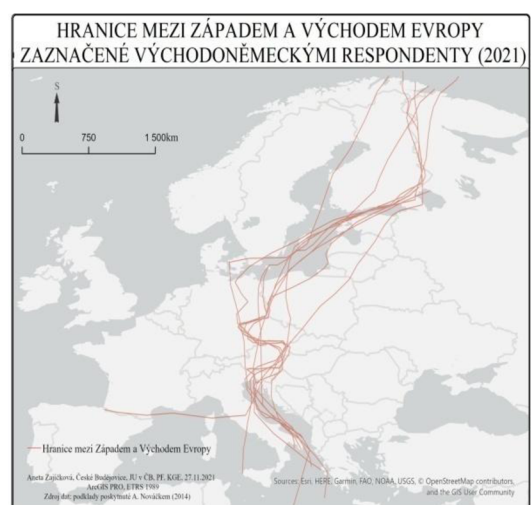 HRANICE MEZI ZÁPADEM A VÝCHODEM EVROPY
ZAZNAČENÉ VÝCHODONĚMECKÝMI RESPONDENTY (2021)
S
0 750 1 500km
Hranice mezi Západem a Východem Evropy
Aneta Zajíčková, České Budějovice, JU v ČB, PF, KGE, 27.11.2021
ArcGIS PRO, ETRS 1989
Zdroj dat; podklady poskytnuti A. Nováčkem (2014)
Sources: Esri, HERE, Garmin, FAO, NOAA, USGS, © OpenStreetMap contributors,
and the GIS User Community